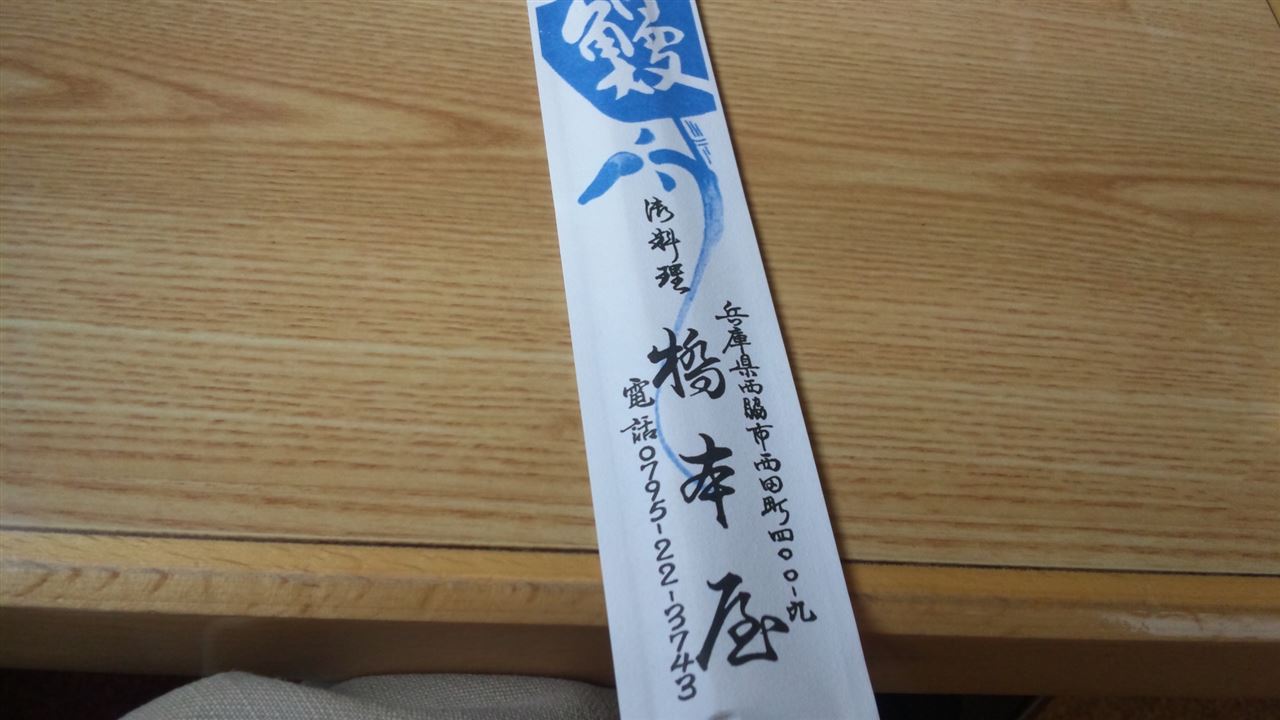 鰻
兵庫県西脇市西田町四〇〇-九
御料理
橋本屋
電話0795-22-3743